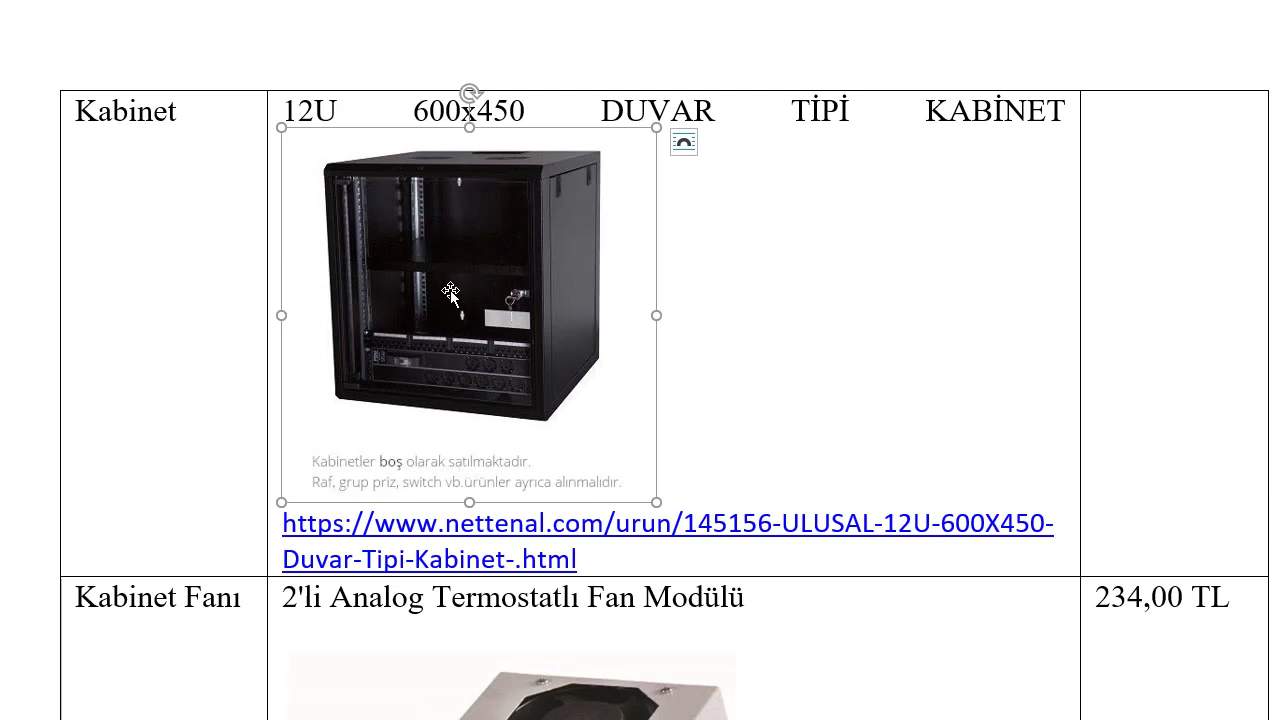 Kabinet
12U 600x450 DUVAR TİPİ KABİNET
Kabinetler boş olarak satılmaktadır.
Raf, grup priz, switch vb.ürünler ayrıca alınmalıdır.
https://www.nettenal.com/urun/145156-ULUSAL-12U-600X450-
Duvar-Tipi-Kabinet-.html
Kabinet Fanı
2'li Analog Termostatlı Fan Modülü
234,00 TL